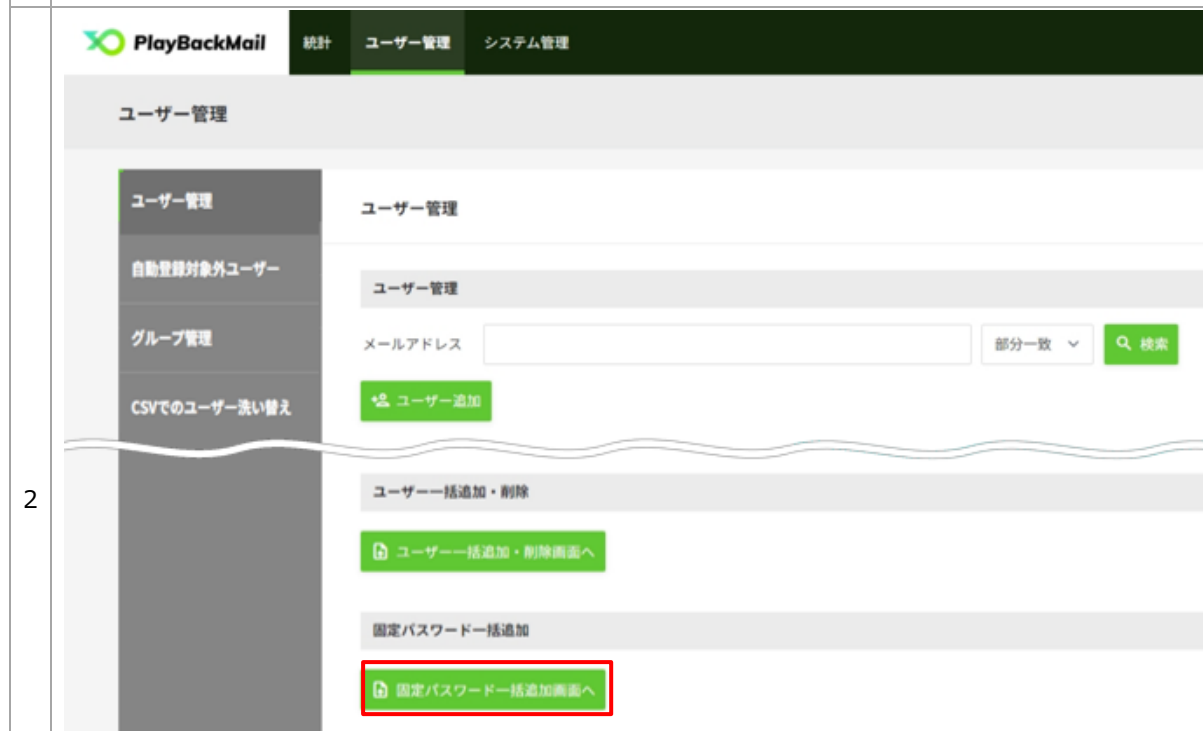 PlayBackMail 統計 ユーザー管理 システム管理
ユーザー管理
ユーザー管理
自動登録対象外ユーザー
グループ管理
CSVでのユーザー洗い替え
ユーザー管理
ユーザー管理
メールアドレス 部分一致 検索
ユーザー追加
2
ユーザー一括追加・削除
ユーザー一括追加・削除画面へ
固定パスワード一括追加
固定パスワード一括追加画面へ